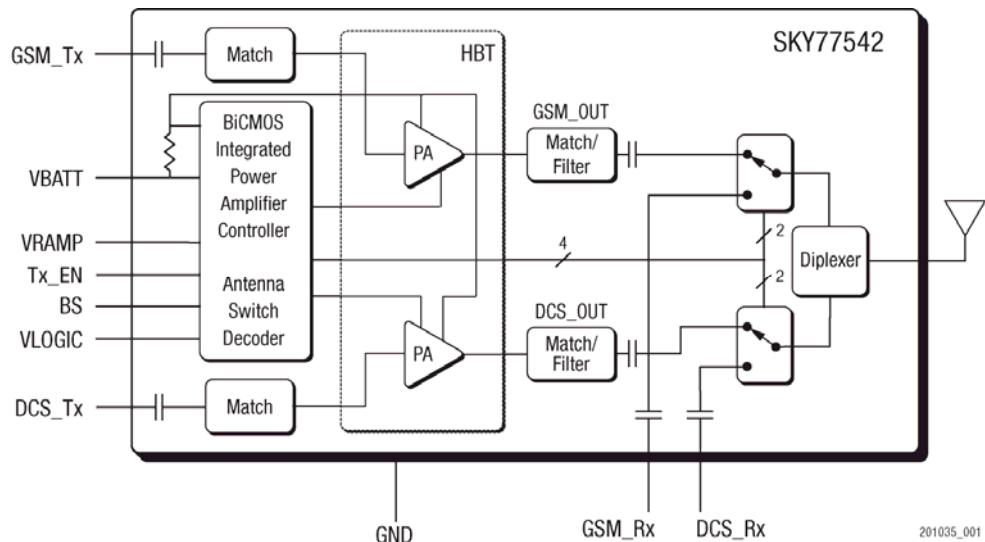 SKY77542
HBT
GSM_Tx
Match
GSM_OUT
BiCMOS
Integrated
Power
Amplifier
Controller
Antenna
Switch
Decoder
PA
Match/
Filter
VBATT
VRAMP
Tx_EN
BS
VLOGIC
4
2
2
Diplexer
DCS_OUT
PA
Match/
Filter
DCS_Tx
Match
GND
GSM_Rx
DCS_Rx
201035_001